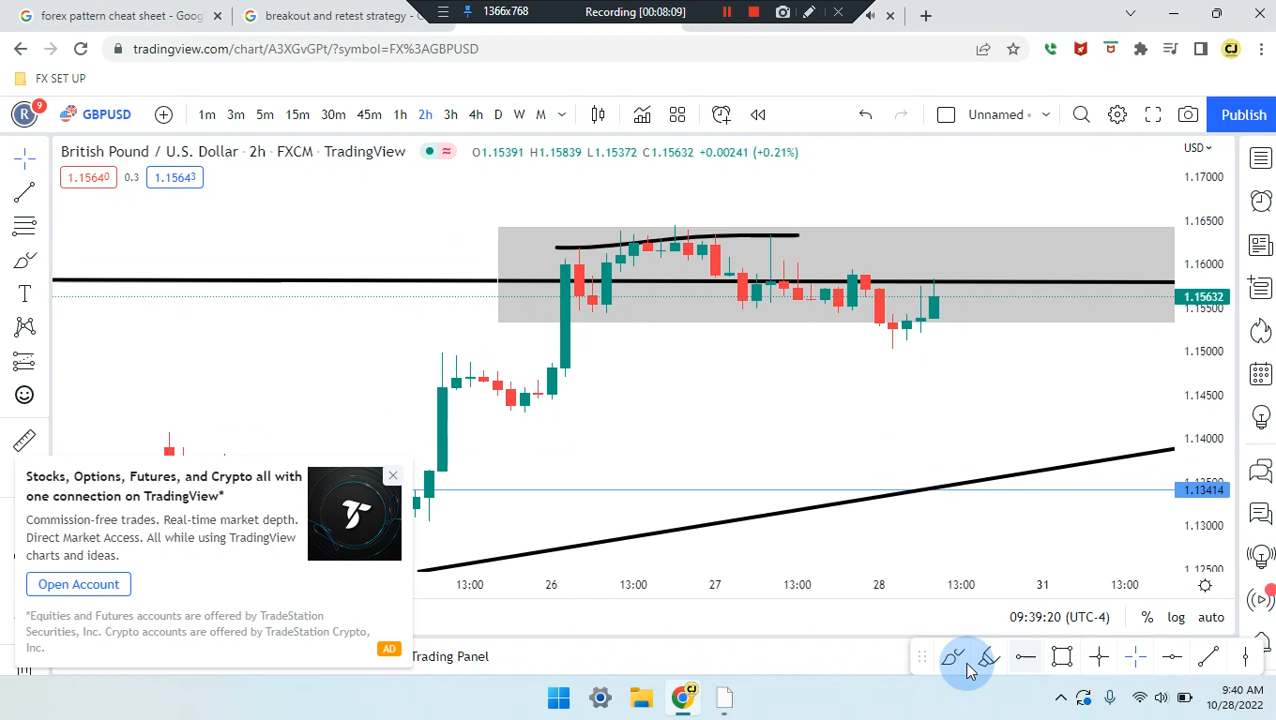 forex pattern cheat sheet - Goog
breakout and retest strategy -
1366x768
Recording [00:08:09]
tradingview.com/chart/A3XGvGPt/?symbol=FX%3AGBPUSD
CJ
FX SET UP
R
9
GBPUSD
1m 3m 5m 15m 30m 45m 1h 2h 3h 4h D W M
Unnamed
Publish
British Pound / U.S. Dollar · 2h · FXCM · TradingView
O1.15391 H1.15839 L1.15372 C1.15632 +0.00241 (+0.21%)
USD
1.15640
0.3
1.15643
1.17000
1.16500
1.16000
1.15632
1.15500
1.15000
1.14500
1.14000
1.13414
1.13000
1.12500
Stocks, Options, Futures, and Crypto all with
one connection on TradingView*
Commission-free trades. Real-time market depth.
Direct Market Access. All while using TradingView
charts and ideas.
Open Account
*Equities and Futures accounts are offered by TradeStation
Securities, Inc. Crypto accounts are offered by TradeStation Crypto,
Inc.
AD
13:00 26 13:00 27 13:00 28 13:00 31 13:00
09:39:20 (UTC-4)
% log auto
Trading Panel
CJ
9:40 AM
10/28/2022